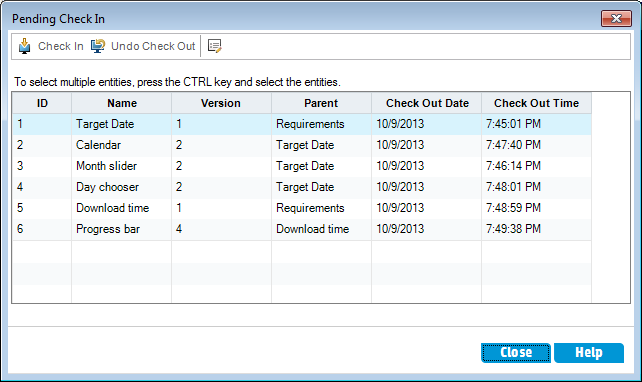 Pending Check In
Check In Undo Check Out
To select multiple entities, press the CTRL key and select the entities.
ID Name Version Parent Check Out Date Check Out Time
1 Target Date 1 Requirements 10/9/2013 7:45:01 PM
2 Calendar 2 Target Date 10/9/2013 7:47:40 PM
3 Month slider 2 Target Date 10/9/2013 7:46:14 PM
4 Day chooser 2 Target Date 10/9/2013 7:48:01 PM
5 Download time 1 Requirements 10/9/2013 7:48:59 PM
6 Progress bar 4 Download time 10/9/2013 7:49:38 PM
Close Help